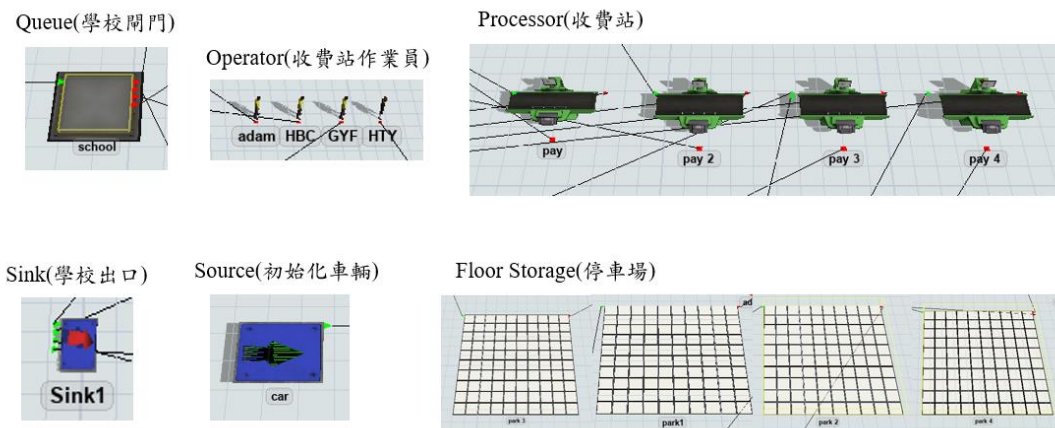 Queue(學校閘門)
Operator(收費站作業員)
Processor(收費站)
school
adam HBC GYF HTY
pay
pay 2
pay 3
pay 4
Sink(學校出口)
Source(初始化車輛)
Floor Storage(停車場)
Sink1
car
ad
park 3
park1
park 2
park 4